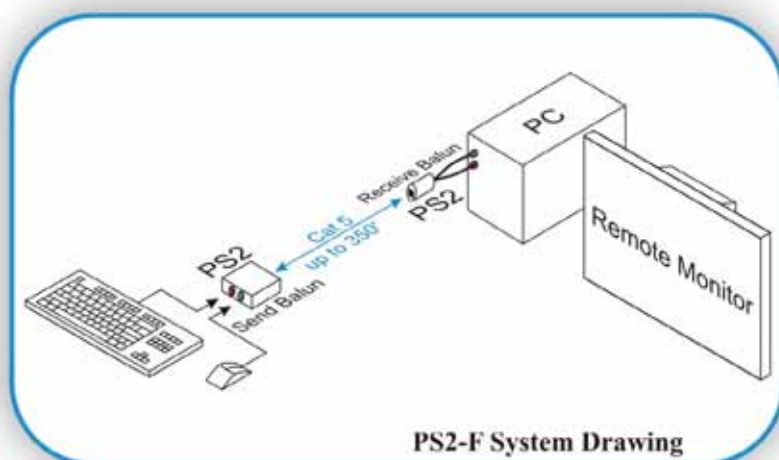 PC
Receive Balun
PS2
Remote Monitor
Cat 5
up to 350'
PS2
Send Balun
PS2-F System Drawing